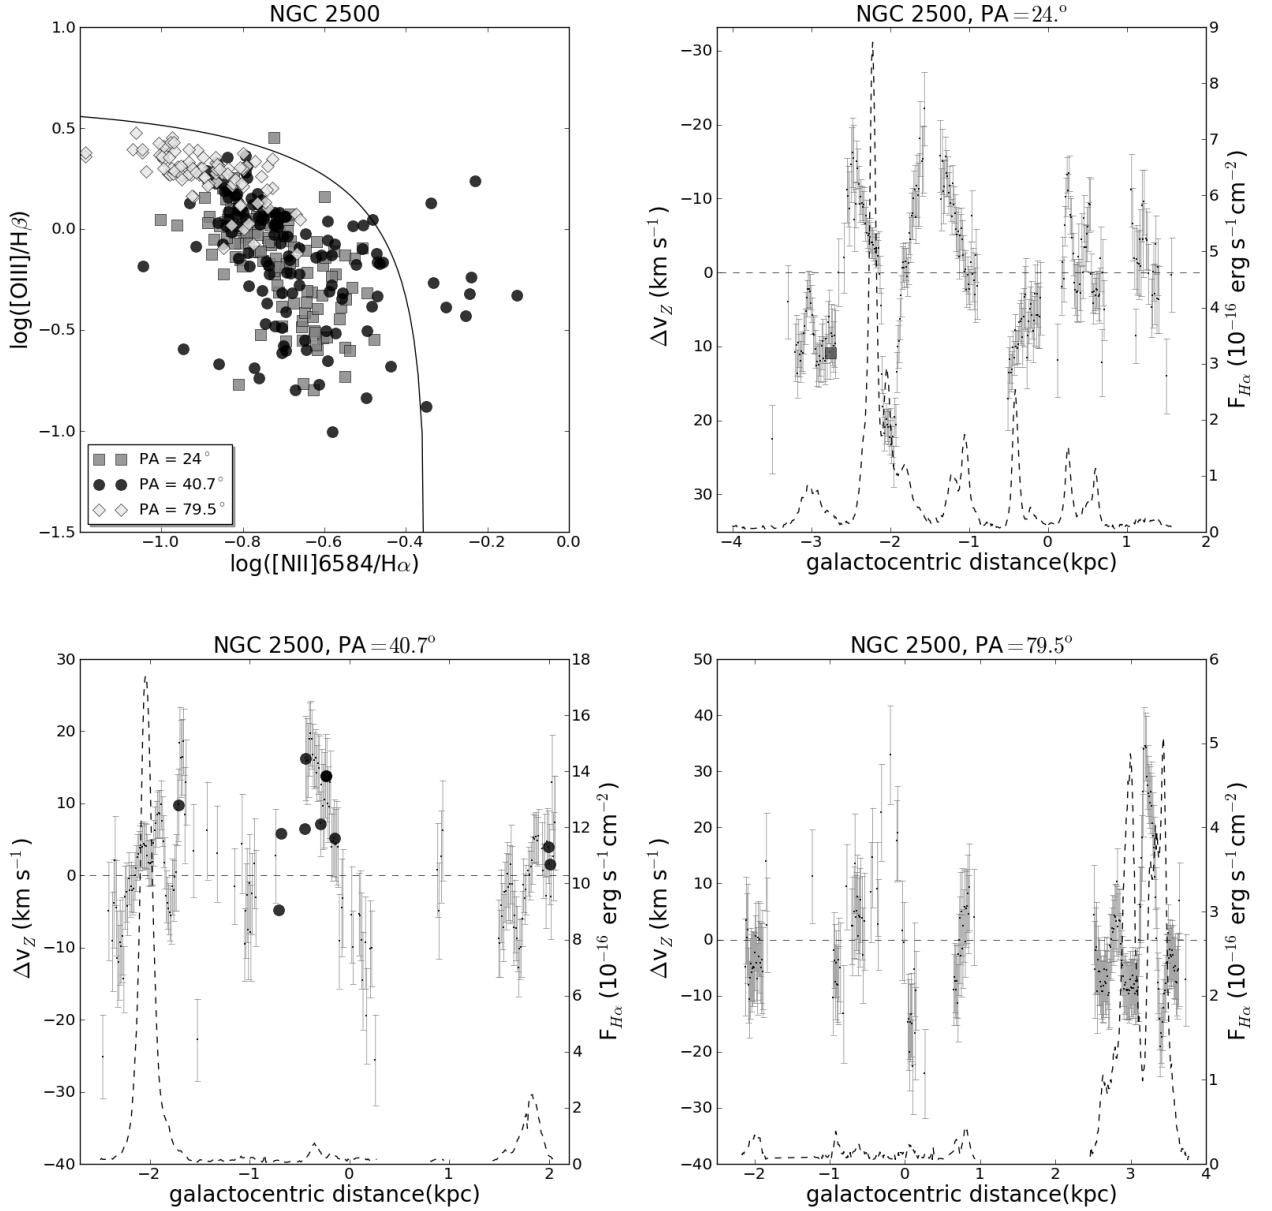 NGC 2500
1.0
0.5
0.0
−0.5
−1.0
−1.5
log([OIII]/Hβ)
PA = 24°
PA = 40.7°
PA = 79.5°
−1.0 −0.8 −0.6 −0.4 −0.2 0.0
log([NII]6584/Hα)
NGC 2500, PA=24.°
−30
−20
−10
0
10
20
30
Δv_Z (km s⁻¹)
9
8
7
6
5
4
3
2
1
0
F_Hα (10⁻¹⁶ erg s⁻¹cm⁻²)
−4 −3 −2 −1 0 1 2
galactocentric distance(kpc)
NGC 2500, PA=40.7°
30
20
10
0
−10
−20
−30
−40
Δv_Z (km s⁻¹)
18
16
14
12
10
8
6
4
2
0
F_Hα (10⁻¹⁶ erg s⁻¹cm⁻²)
−2 −1 0 1 2
galactocentric distance(kpc)
NGC 2500, PA=79.5°
50
40
30
20
10
0
−10
−20
−30
−40
Δv_Z (km s⁻¹)
6
5
4
3
2
1
0
F_Hα (10⁻¹⁶ erg s⁻¹cm⁻²)
−2 −1 0 1 2 3 4
galactocentric distance(kpc)